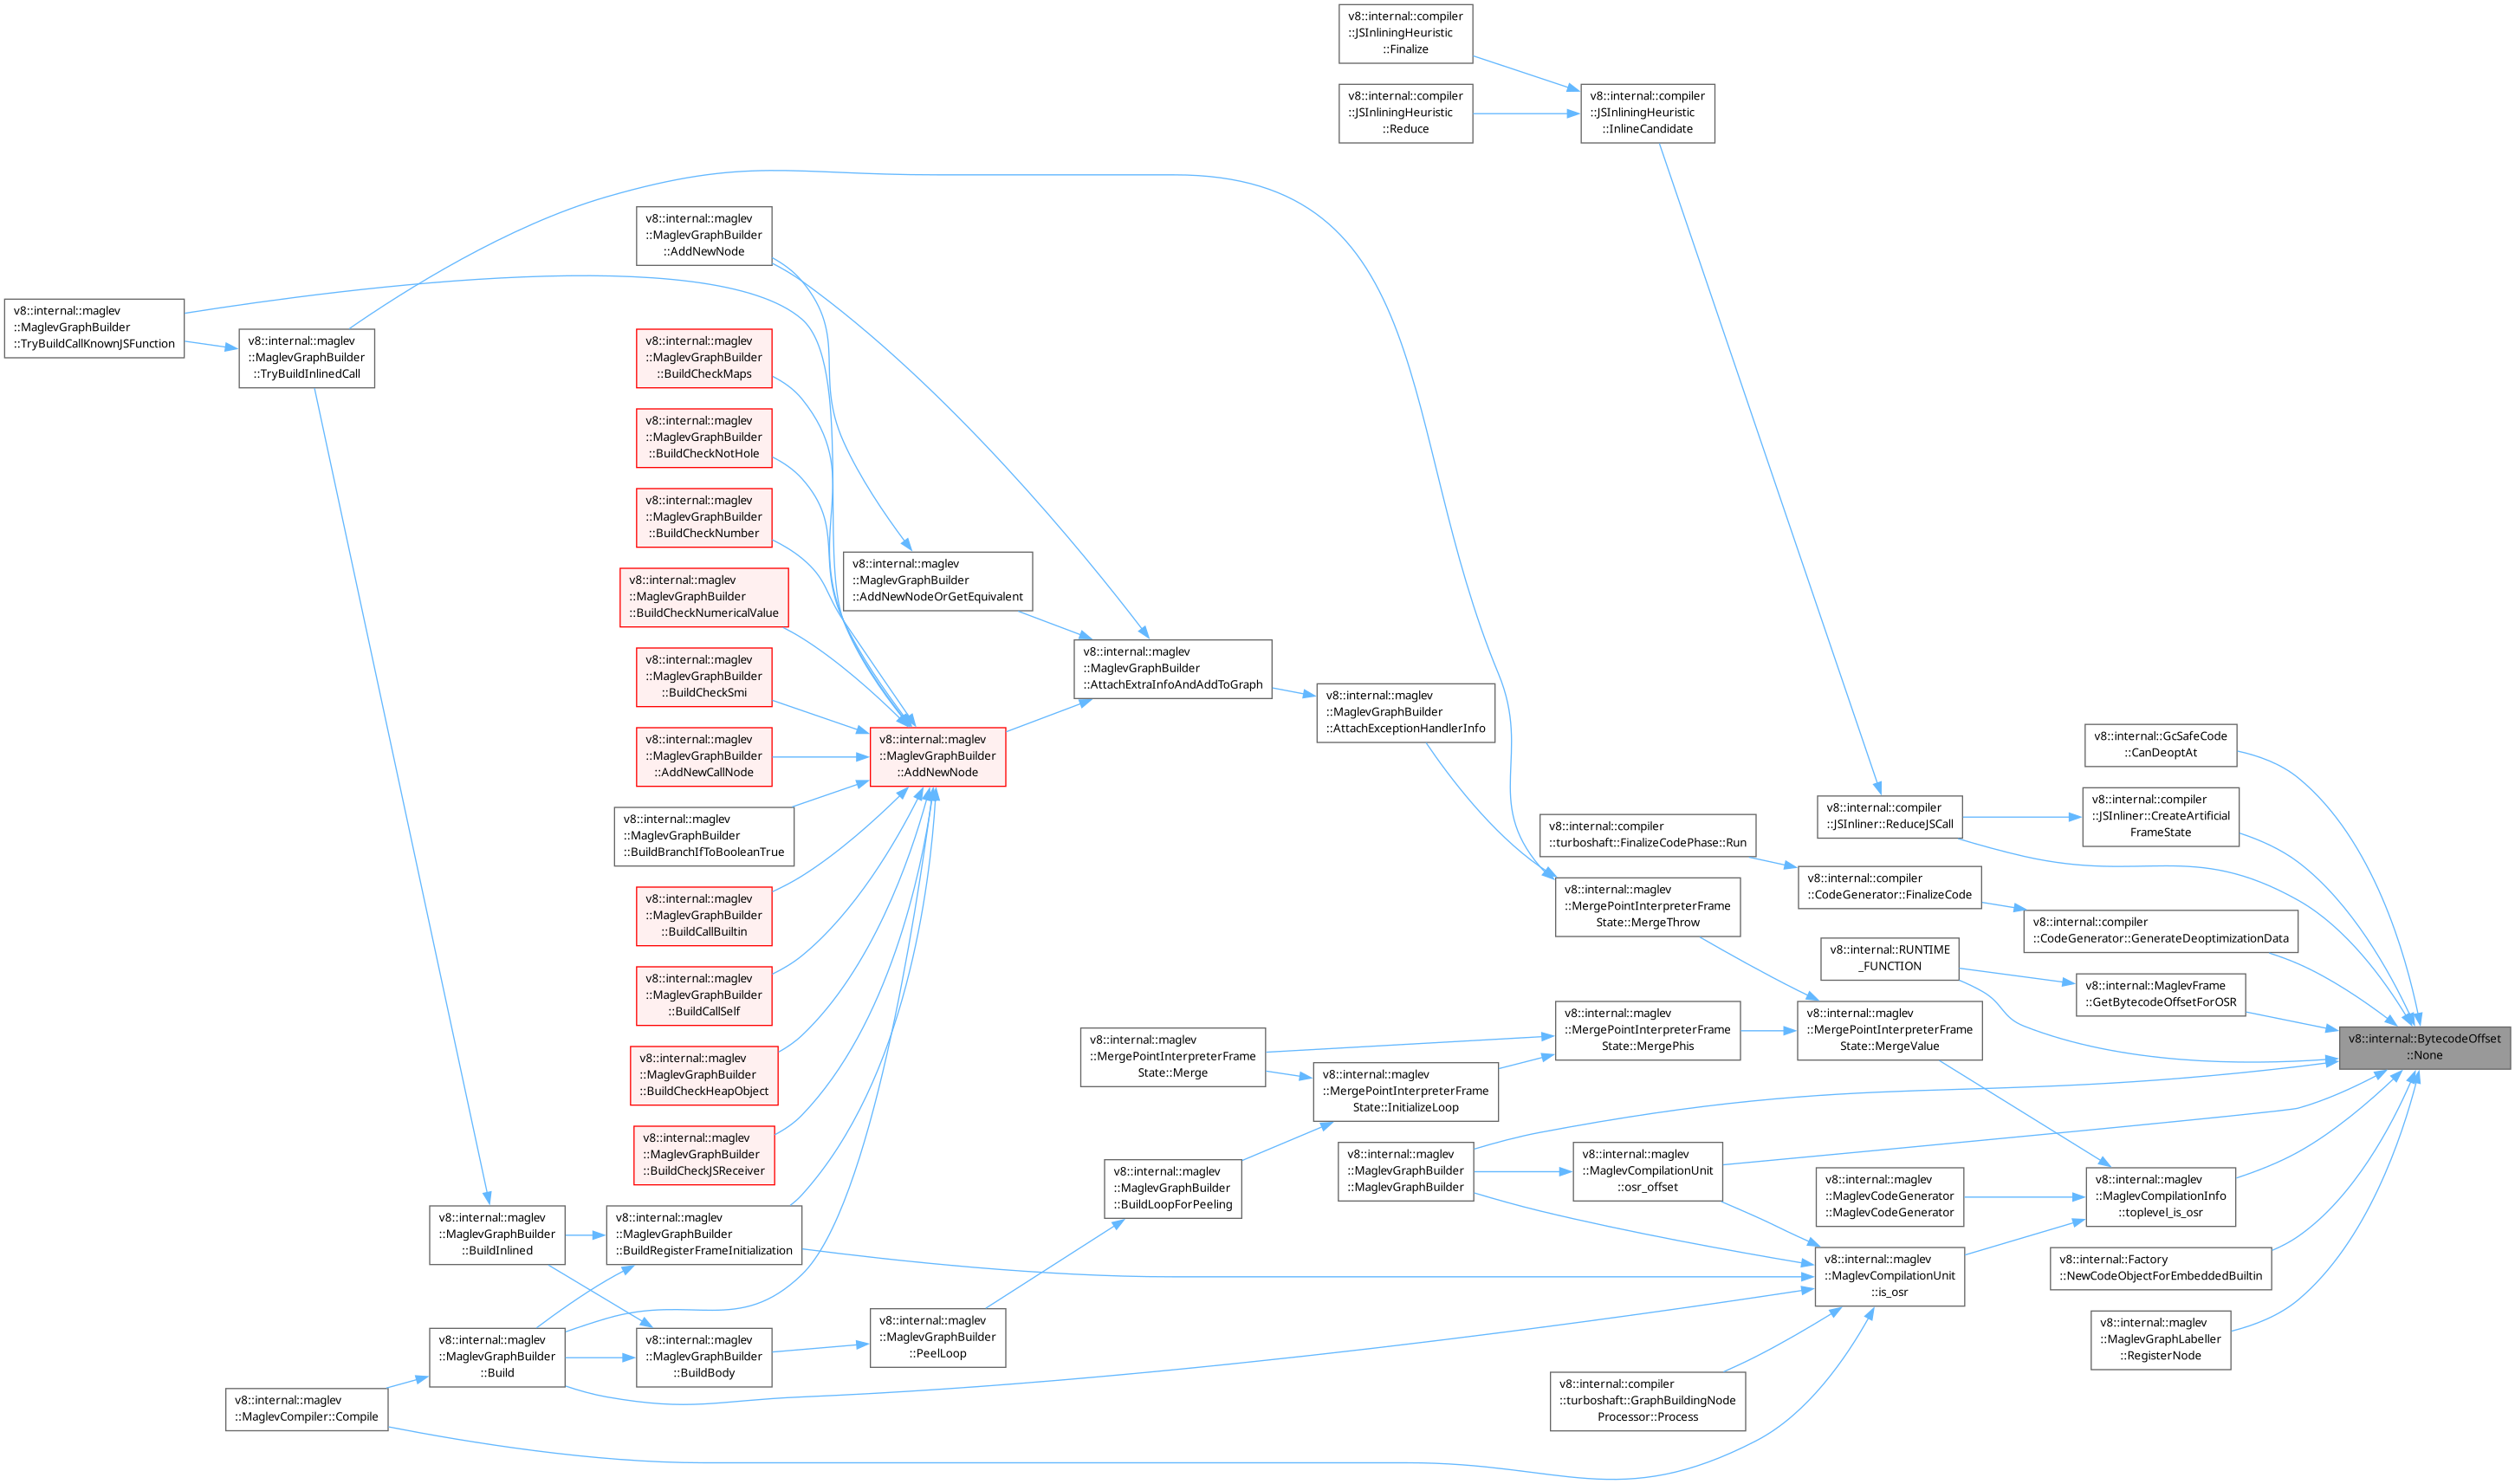 v8::internal::compiler
::JSInliningHeuristic
::Finalize
v8::internal::compiler
::JSInliningHeuristic
::Reduce
v8::internal::compiler
::JSInliningHeuristic
::InlineCandidate
v8::internal::maglev
::MaglevGraphBuilder
::AddNewNode
v8::internal::maglev
::MaglevGraphBuilder
::TryBuildCallKnownJSFunction
v8::internal::maglev
::MaglevGraphBuilder
::TryBuildInlinedCall
v8::internal::maglev
::MaglevGraphBuilder
::BuildCheckMaps
v8::internal::maglev
::MaglevGraphBuilder
::BuildCheckNotHole
v8::internal::maglev
::MaglevGraphBuilder
::BuildCheckNumber
v8::internal::maglev
::MaglevGraphBuilder
::BuildCheckNumericalValue
v8::internal::maglev
::MaglevGraphBuilder
::AddNewNodeOrGetEquivalent
v8::internal::maglev
::MaglevGraphBuilder
::BuildCheckSmi
v8::internal::maglev
::MaglevGraphBuilder
::AttachExtraInfoAndAddToGraph
v8::internal::maglev
::MaglevGraphBuilder
::AttachExceptionHandlerInfo
v8::internal::maglev
::MaglevGraphBuilder
::AddNewCallNode
v8::internal::maglev
::MaglevGraphBuilder
::AddNewNode
v8::internal::GcSafeCode
::CanDeoptAt
v8::internal::maglev
::MaglevGraphBuilder
::BuildBranchIfToBooleanTrue
v8::internal::compiler
::turboshaft::FinalizeCodePhase::Run
v8::internal::compiler
::JSInliner::ReduceJSCall
v8::internal::compiler
::JSInliner::CreateArtificial
FrameState
v8::internal::compiler
::CodeGenerator::FinalizeCode
v8::internal::maglev
::MaglevGraphBuilder
::BuildCallBuiltin
v8::internal::maglev
::MergePointInterpreterFrame
State::MergeThrow
v8::internal::compiler
::CodeGenerator::GenerateDeoptimizationData
v8::internal::RUNTIME
_FUNCTION
v8::internal::maglev
::MaglevGraphBuilder
::BuildCallSelf
v8::internal::MaglevFrame
::GetBytecodeOffsetForOSR
v8::internal::maglev
::MergePointInterpreterFrame
State::MergePhis
v8::internal::maglev
::MergePointInterpreterFrame
State::MergeValue
v8::internal::BytecodeOffset
::None
v8::internal::maglev
::MergePointInterpreterFrame
State::Merge
v8::internal::maglev
::MaglevGraphBuilder
::BuildCheckHeapObject
v8::internal::maglev
::MergePointInterpreterFrame
State::InitializeLoop
v8::internal::maglev
::MaglevGraphBuilder
::BuildCheckJSReceiver
v8::internal::maglev
::MaglevGraphBuilder
::BuildLoopForPeeling
v8::internal::maglev
::MaglevGraphBuilder
::MaglevGraphBuilder
v8::internal::maglev
::MaglevCompilationUnit
::osr_offset
v8::internal::maglev
::MaglevCodeGenerator
::MaglevCodeGenerator
v8::internal::maglev
::MaglevCompilationInfo
::toplevel_is_osr
v8::internal::maglev
::MaglevGraphBuilder
::BuildInlined
v8::internal::maglev
::MaglevGraphBuilder
::BuildRegisterFrameInitialization
v8::internal::maglev
::MaglevCompilationUnit
::is_osr
v8::internal::Factory
::NewCodeObjectForEmbeddedBuiltin
v8::internal::maglev
::MaglevGraphBuilder
::PeelLoop
v8::internal::maglev
::MaglevGraphLabeller
::RegisterNode
v8::internal::maglev
::MaglevGraphBuilder
::Build
v8::internal::maglev
::MaglevGraphBuilder
::BuildBody
v8::internal::maglev
::MaglevCompiler::Compile
v8::internal::compiler
::turboshaft::GraphBuildingNode
Processor::Process